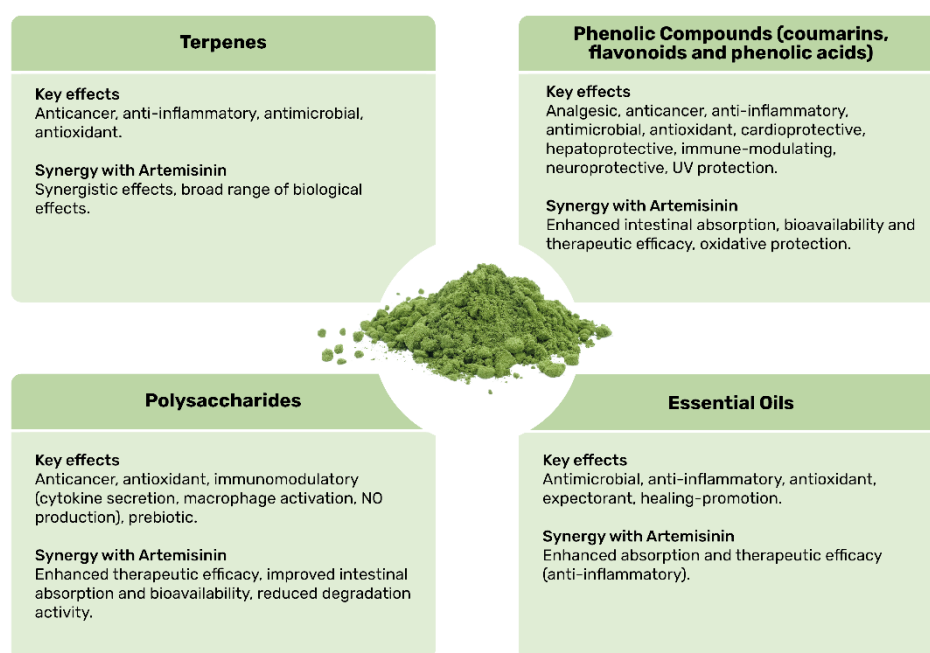 Terpenes
Key effects
Anticancer, anti-inflammatory, antimicrobial,
antioxidant.
Synergy with Artemisinin
Synergistic effects, broad range of biological
effects.
Phenolic Compounds (coumarins,
flavonoids and phenolic acids)
Key effects
Analgesic, anticancer, anti-inflammatory,
antimicrobial, antioxidant, cardioprotective,
hepatoprotective, immune-modulating,
neuroprotective, UV protection.
Synergy with Artemisinin
Enhanced intestinal absorption, bioavailability and
therapeutic efficacy, oxidative protection.
Polysaccharides
Key effects
Anticancer, antioxidant, immunomodulatory
(cytokine secretion, macrophage activation, NO
production), prebiotic.
Synergy with Artemisinin
Enhanced therapeutic efficacy, improved intestinal
absorption and bioavailability, reduced degradation
activity.
Essential Oils
Key effects
Antimicrobial, anti-inflammatory, antioxidant,
expectorant, healing-promotion.
Synergy with Artemisinin
Enhanced absorption and therapeutic efficacy
(anti-inflammatory).